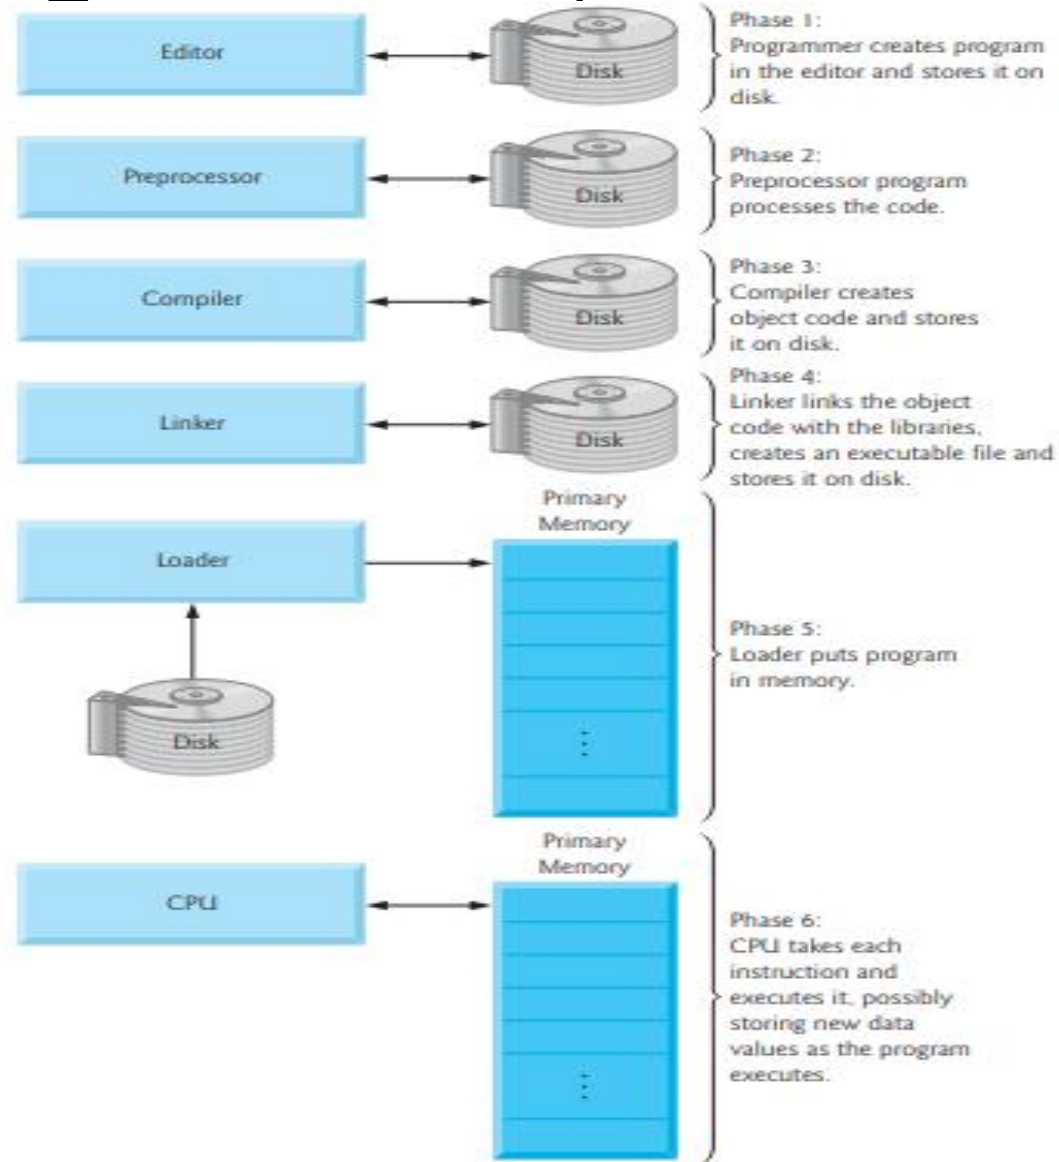 Editor
Disk
Phase 1:
Programmer creates program
in the editor and stores it on
disk.
Preprocessor
Disk
Phase 2:
Preprocessor program
processes the code.
Compiler
Disk
Phase 3:
Compiler creates
object code and stores
it on disk.
Linker
Disk
Phase 4:
Linker links the object
code with the libraries,
creates an executable file and
stores it on disk.
Primary
Memory
Loader
Disk
Phase 5:
Loader puts program
in memory.
Primary
Memory
CPU
Phase 6:
CPU takes each
instruction and
executes it, possibly
storing new data
values as the program
executes.